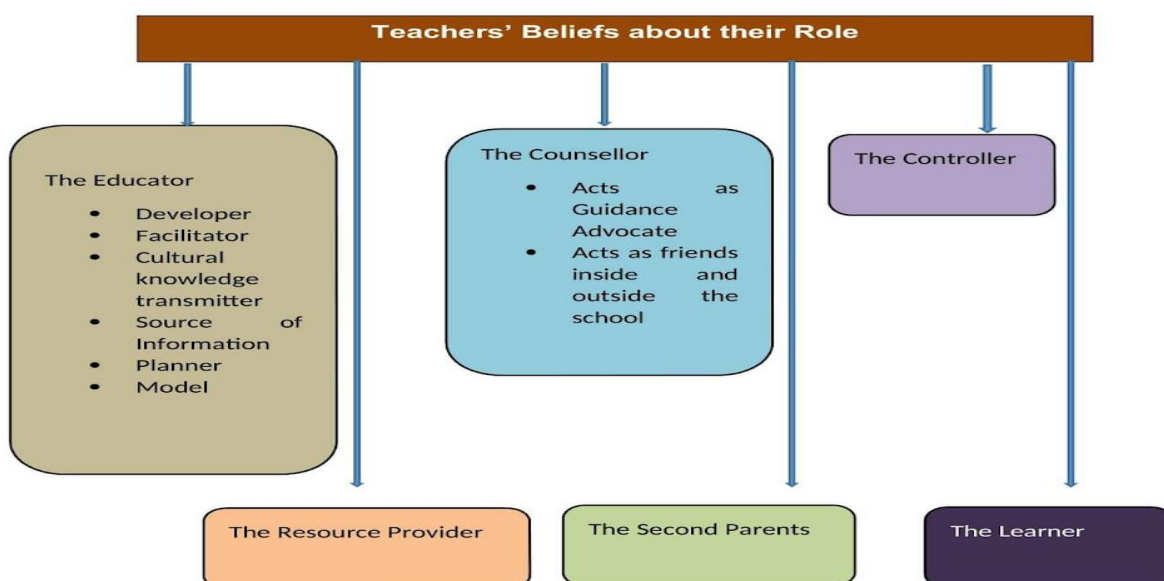 Teachers’ Beliefs about their Role
The Educator
• Developer
• Facilitator
• Cultural
knowledge
transmitter
• Source of
Information
• Planner
• Model
The Counsellor
• Acts as
Guidance
Advocate
• Acts as friends
inside and
outside the
school
The Controller
The Resource Provider
The Second Parents
The Learner